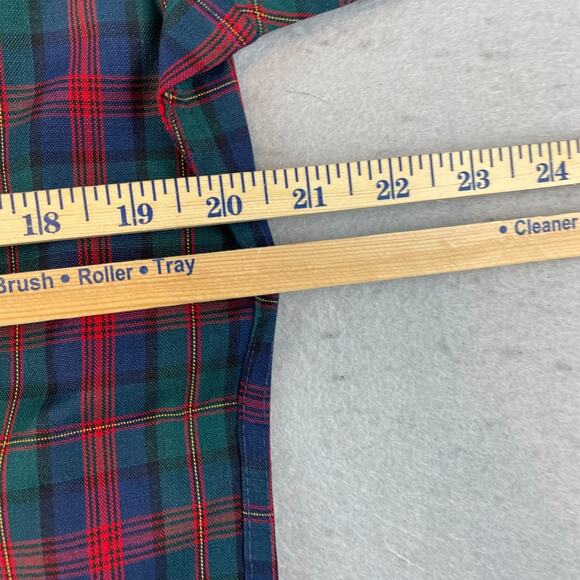 18 19 20 21 22 23 24
Brush • Roller • Tray • Cleaner